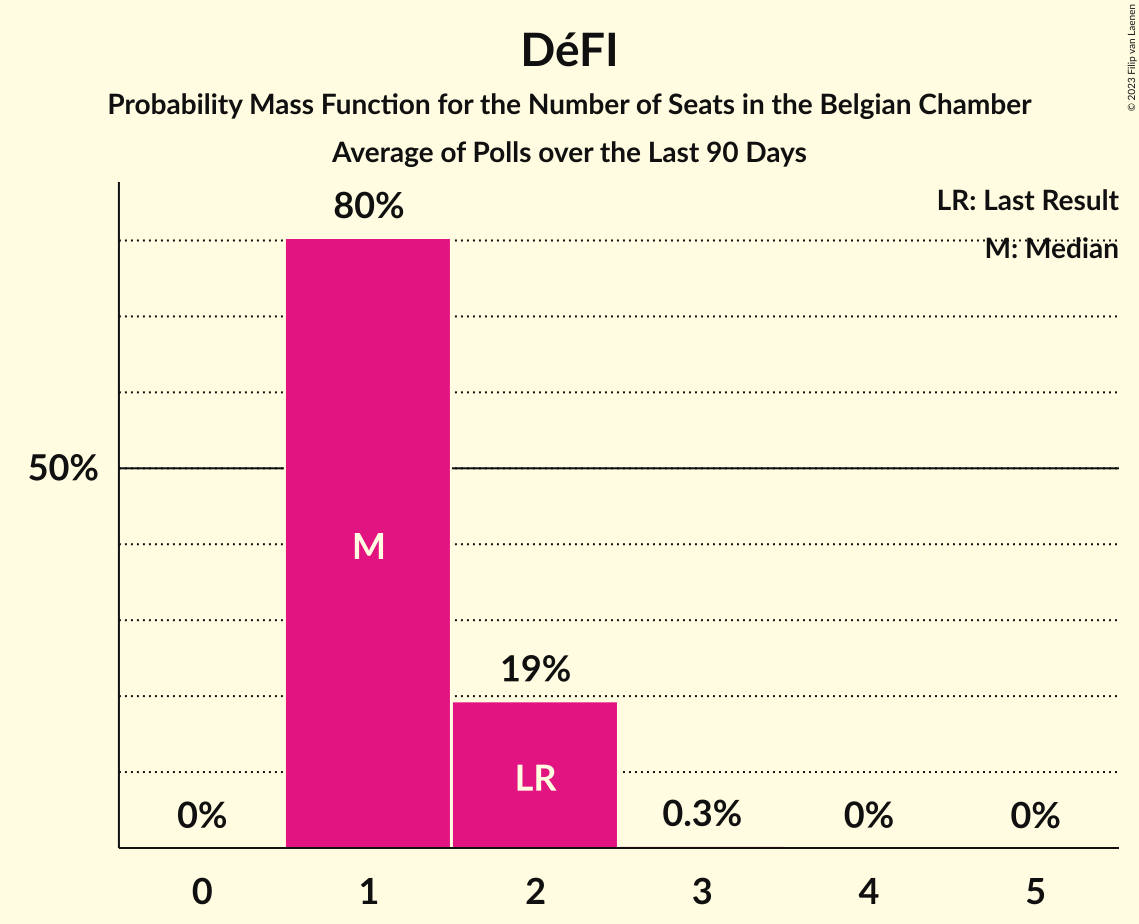 DéFI
Probability Mass Function for the Number of Seats in the Belgian Chamber
Average of Polls over the Last 90 Days
© 2023 Filip van Laenen
LR: Last Result
M: Median
80%
50%
M
19%
LR
0%
0.3%
0%
0%
0 1 2 3 4 5